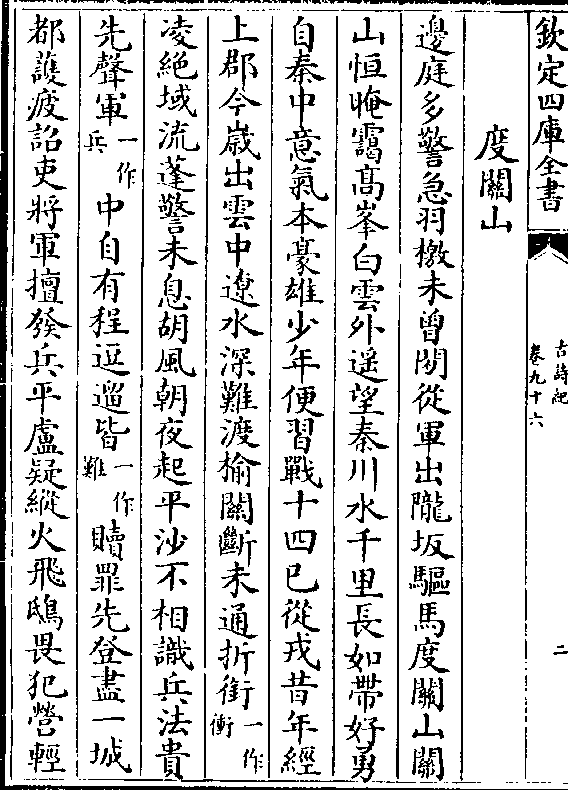 欽定四庫全書
古詩紀
卷九十六
二
度關山
邊庭多警急羽檄未曾閒從軍出隴坂驅馬度關山關
山恒晻靄髙峯白雲外遥望秦川水千里長如帶好勇
自秦中意氣本豪雄少年便習戰十四已從戎昔年經
上郡今歲出雲中遼水深難渡榆關斷未通折衝一作衝
凌絶域流蓬警未息胡風朝夜起平沙不相識兵法貴
先聲軍一作兵中自有程逗遛皆一作難贖罪先登盡一城
都䕶疲詔吏將軍擅發兵平盧疑縱火飛鴟畏犯營輕